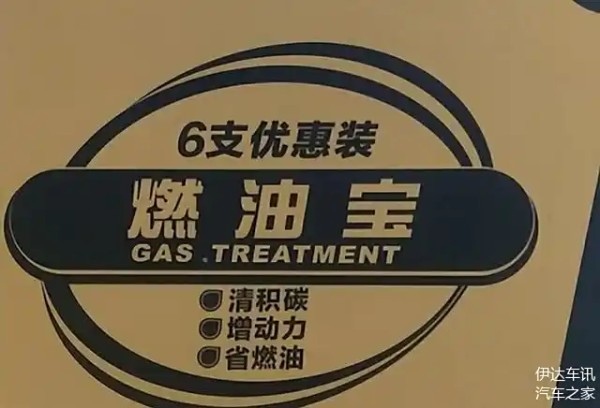 6支优惠装
燃油宝
GAS TREATMENT
清积碳
增动力
省燃油
伊达车讯
汽车之家